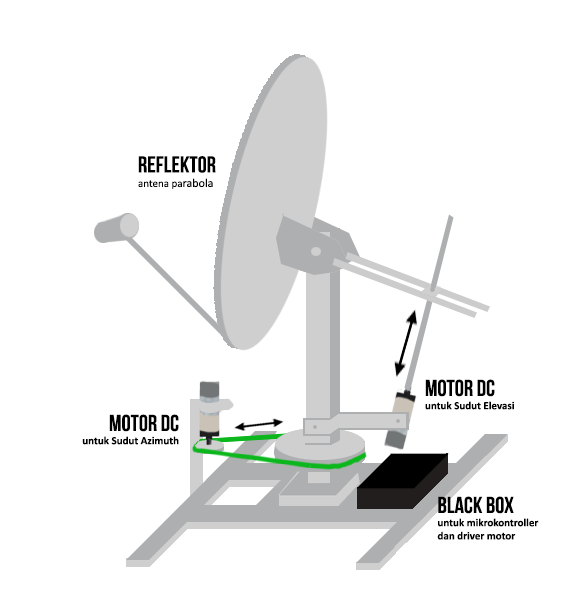 REFLEKTOR
antena parabola
MOTOR DC
untuk Sudut Elevasi
MOTOR DC
untuk Sudut Azimuth
BLACK BOX
untuk mikrokontroller
dan driver motor